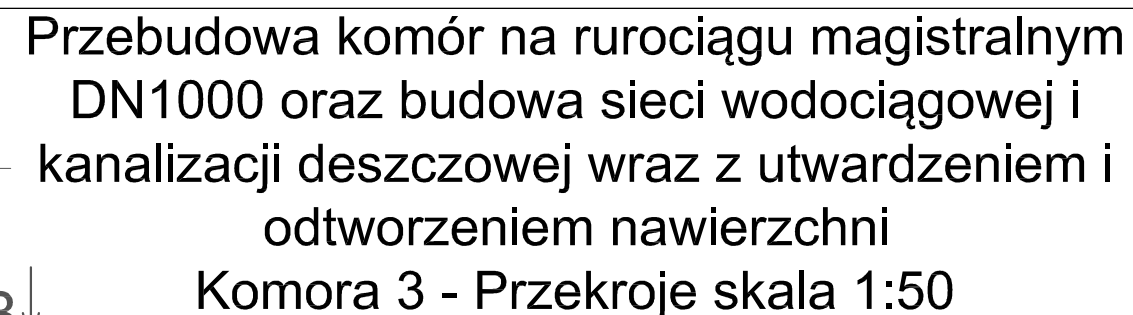 Przebudowa komór na rurociągu magistralnym
DN1000 oraz budowa sieci wodociągowej i
kanalizacji deszczowej wraz z utwardzeniem i
odtworzeniem nawierzchni
Komora 3 - Przekroje skala 1:50